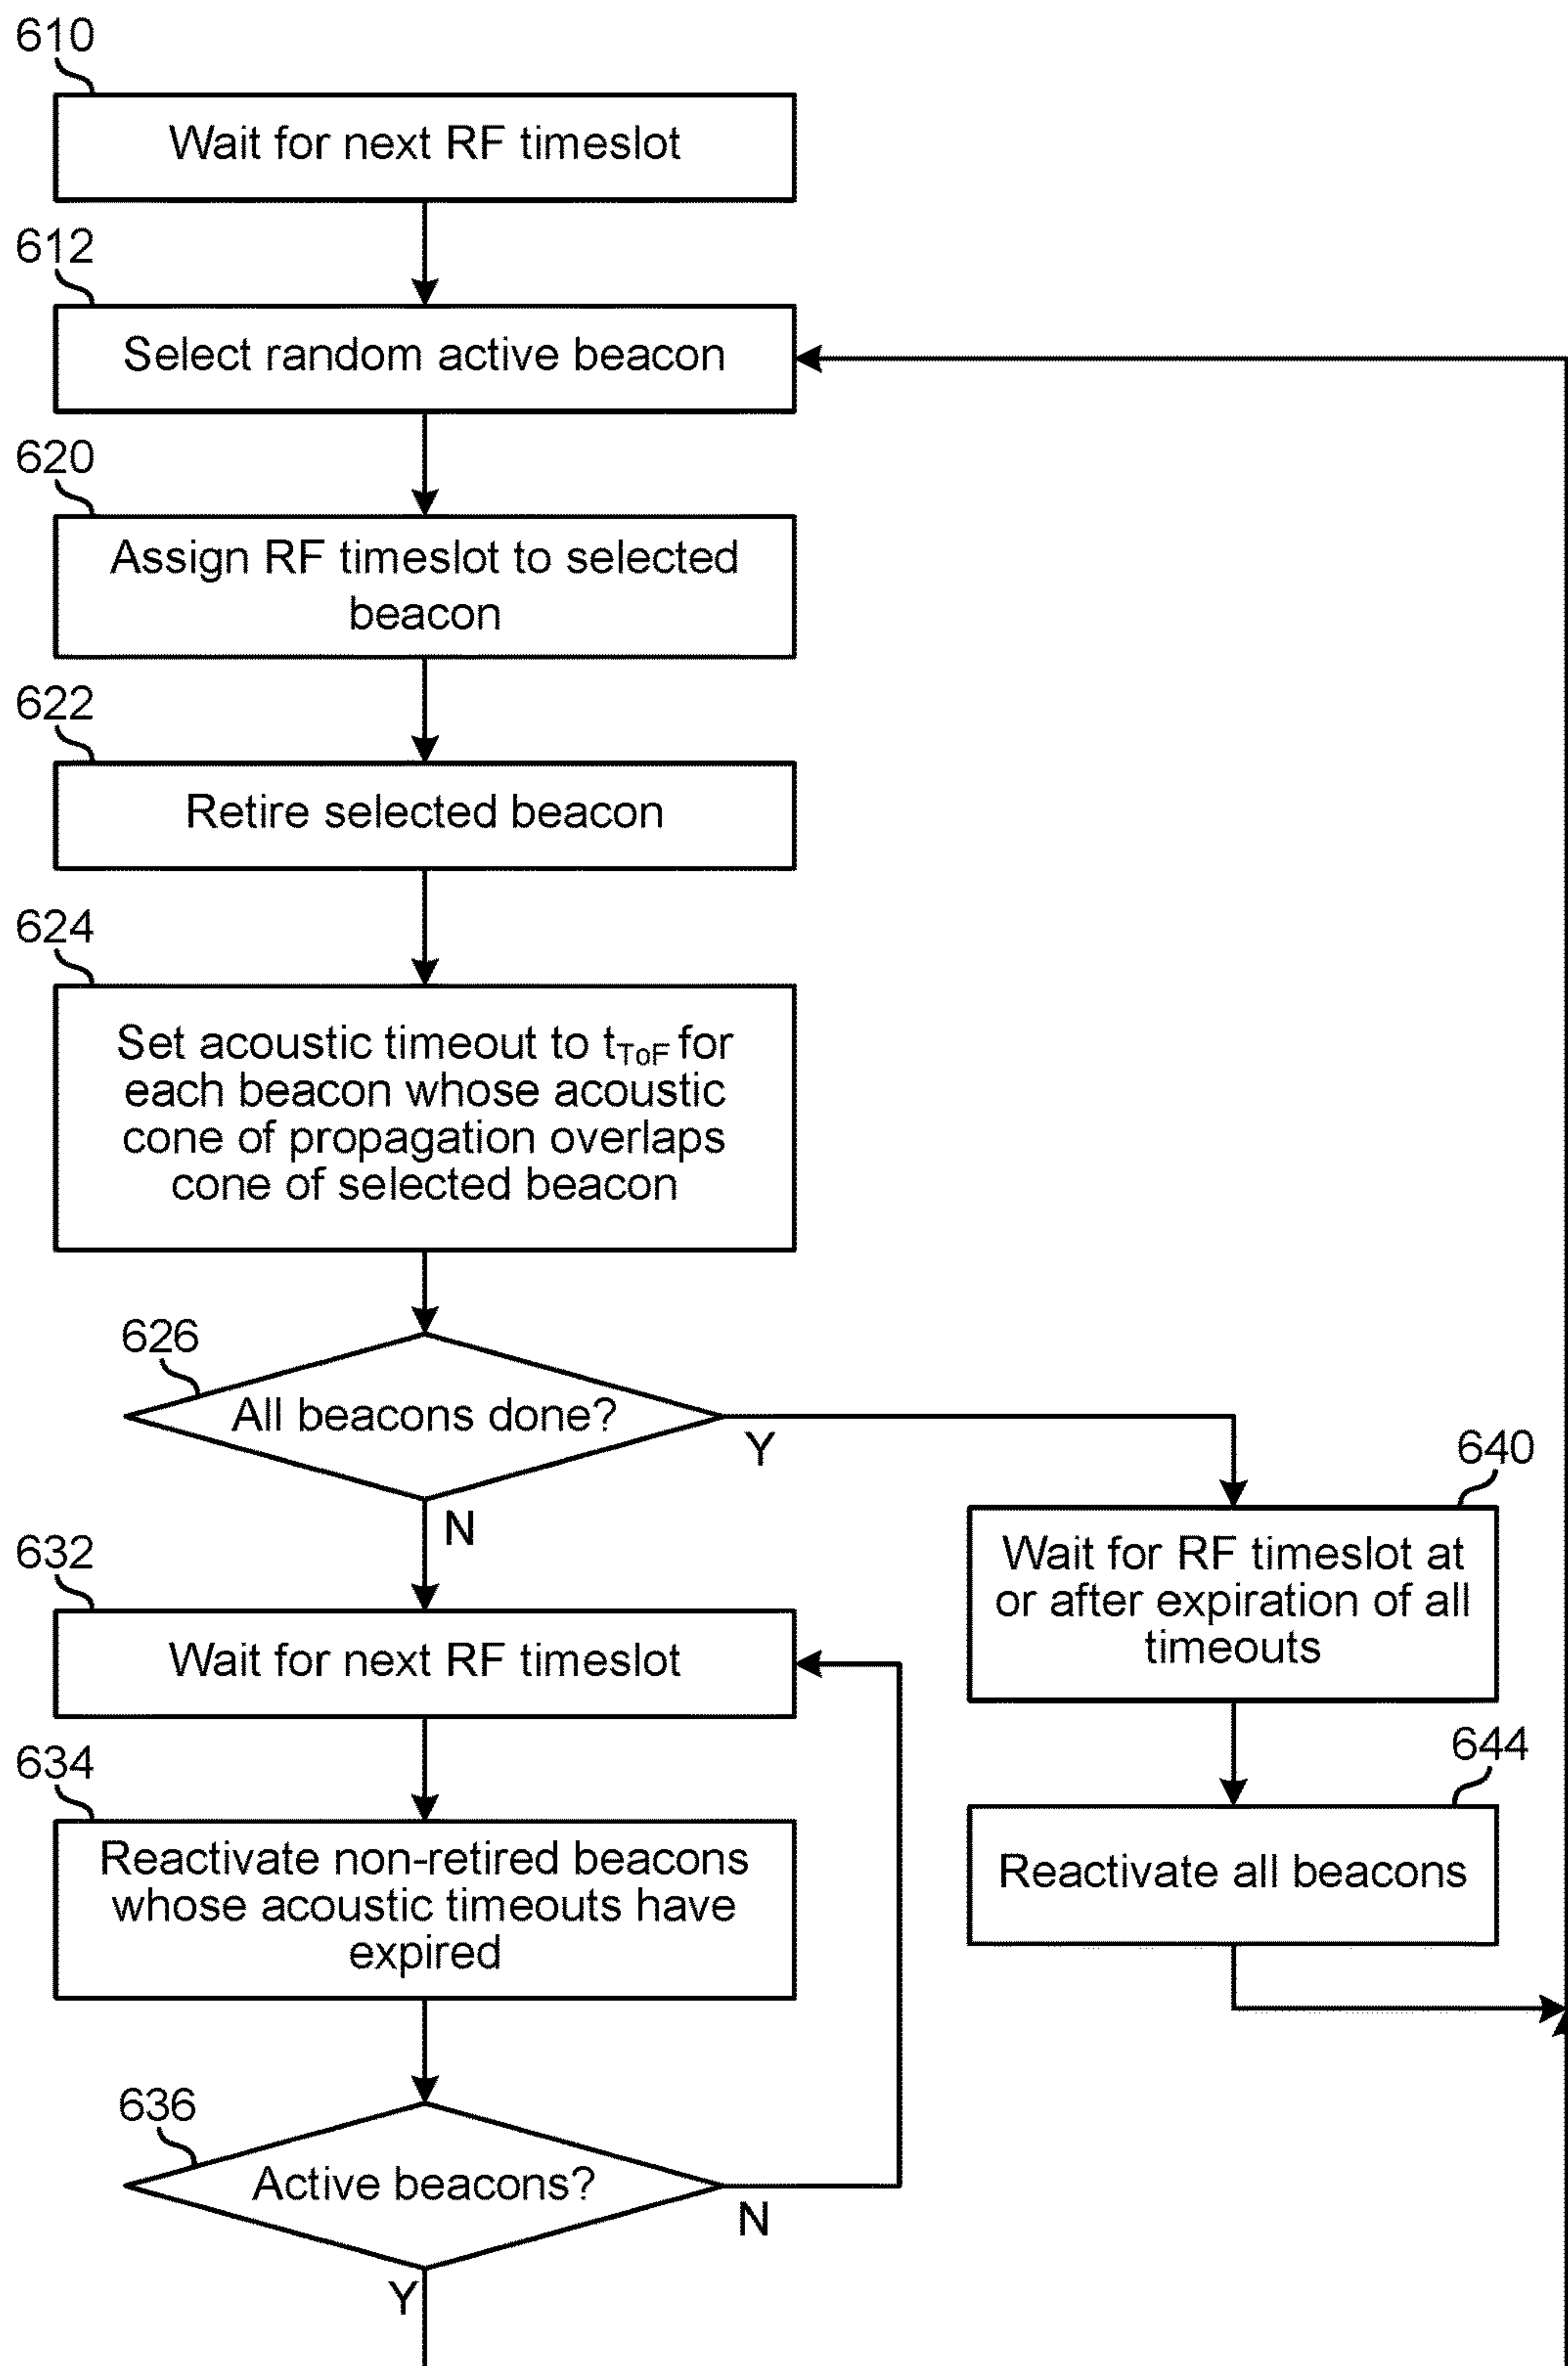 610
Wait for next RF timeslot
612
Select random active beacon
620
Assign RF timeslot to selected
beacon
622
Retire selected beacon
624
Set acoustic timeout to tToF for
each beacon whose acoustic
cone of propagation overlaps
cone of selected beacon
626
All beacons done?
Y
N
640
Wait for RF timeslot at
or after expiration of all
timeouts
632
Wait for next RF timeslot
644
Reactivate all beacons
634
Reactivate non-retired beacons
whose acoustic timeouts have
expired
636
Active beacons?
N
Y